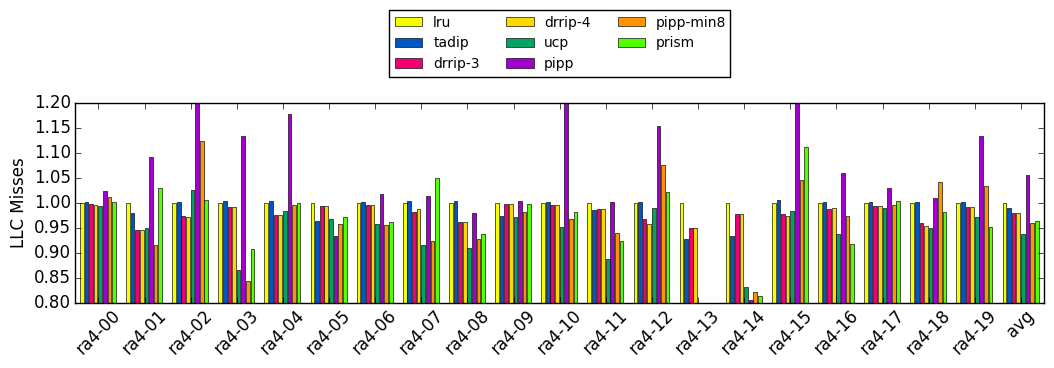 lru drrip-4 pipp-min8
tadip ucp prism
drrip-3 pipp
1.20
1.15
1.10
1.05
1.00
0.95
0.90
0.85
0.80
LLC Misses
ra4-00 ra4-01 ra4-02 ra4-03 ra4-04 ra4-05 ra4-06 ra4-07 ra4-08 ra4-09 ra4-10 ra4-11 ra4-12 ra4-13 ra4-14 ra4-15 ra4-16 ra4-17 ra4-18 ra4-19 avg